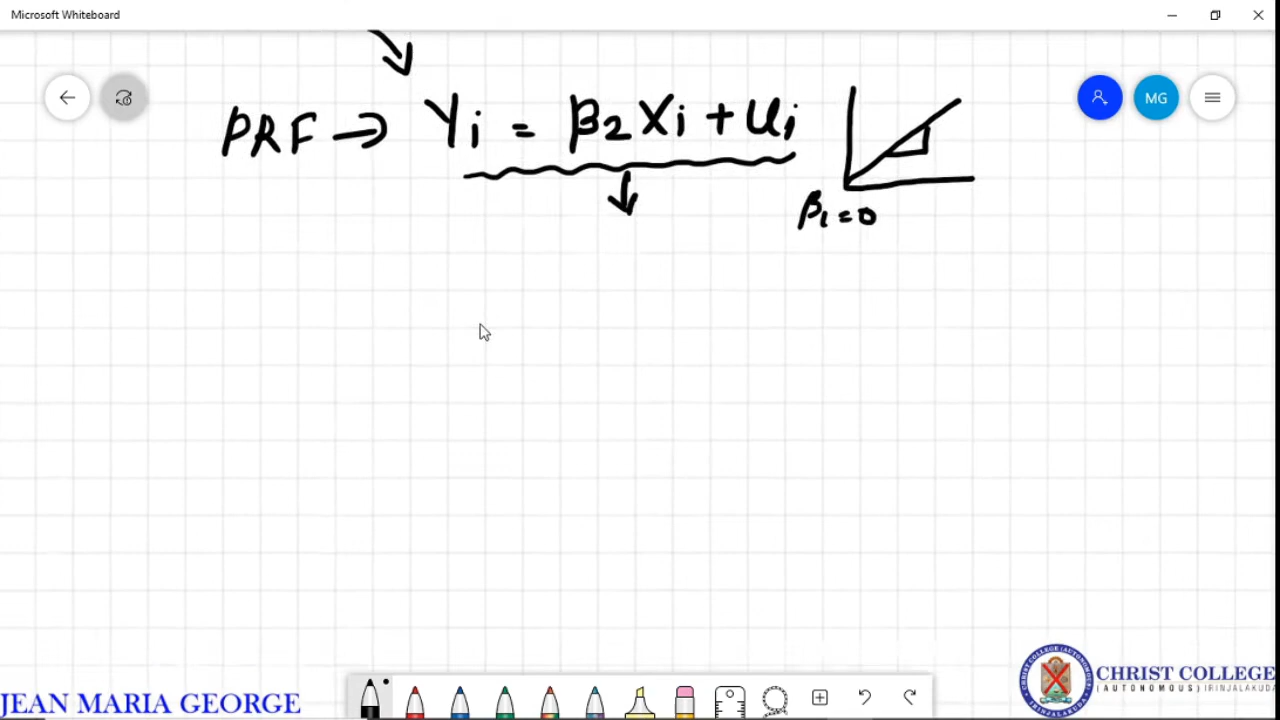 Microsoft Whiteboard
PRF → Yi = β2Xi + Ui
β1 = 0
MG
JEAN MARIA GEORGE
CHRIST COLLEGE
(AUTONOMOUS) IRINJALAKUDA